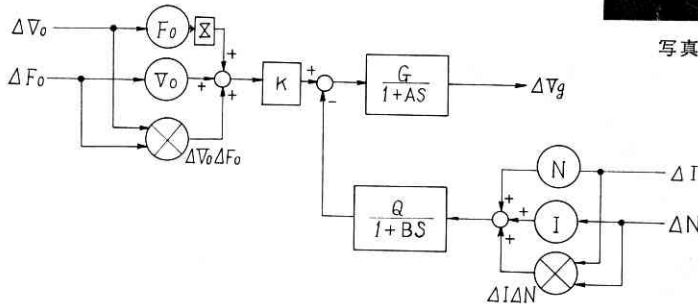 ΔV₀
F₀
X
+
写真
ΔF₀
V₀
+
+
K
+
-
G
1+AS
ΔVg
ΔV₀ΔF₀
N
ΔI
Q
1+BS
+
+
I
ΔN
+
ΔIΔN